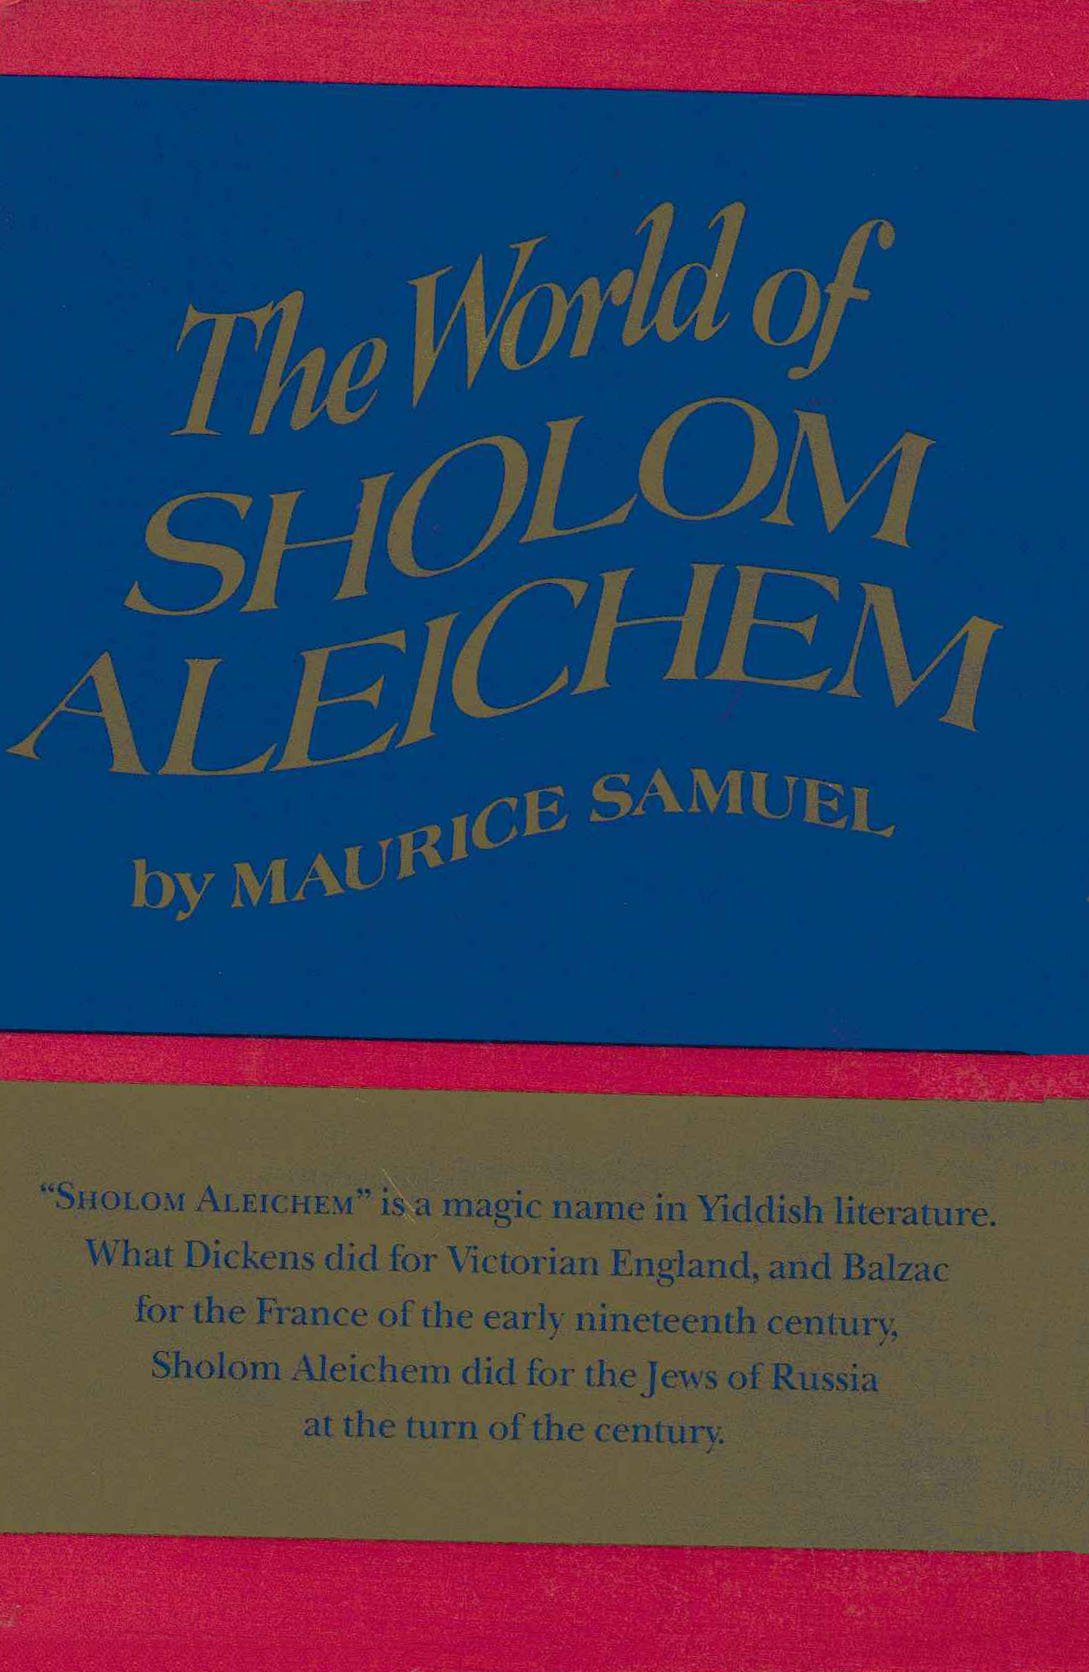 The World of
SHOLOM
ALEICHEM
by MAURICE SAMUEL
“SHOLOM ALEICHEM” is a magic name in Yiddish literature.
What Dickens did for Victorian England, and Balzac
for the France of the early nineteenth century,
Sholom Aleichem did for the Jews of Russia
at the turn of the century.